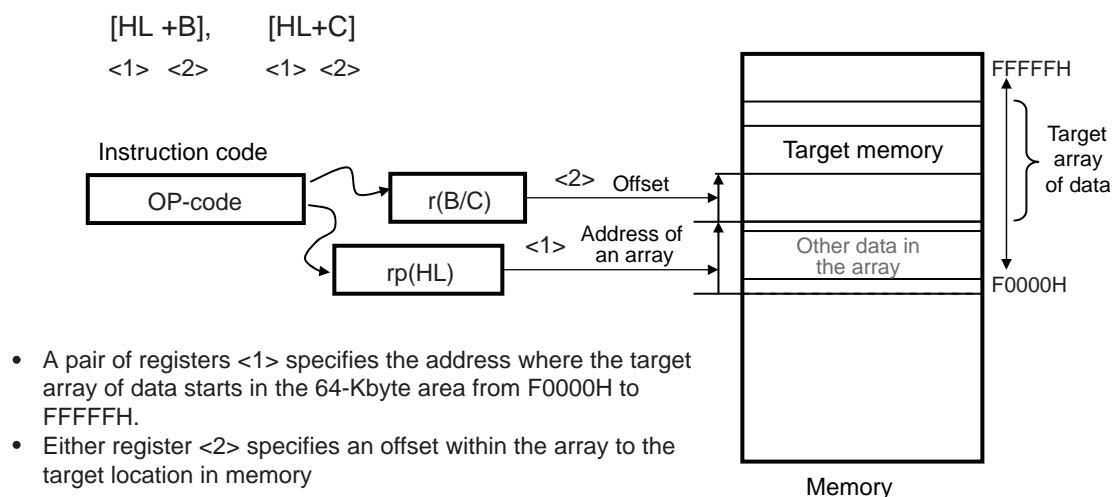 [HL +B], [HL+C]
<1> <2> <1> <2>
FFFFFH
Target
array
of data
Instruction code
Target memory
OP-code
r(B/C)
<2> Offset
<1> Address of
an array
rp(HL)
Other data in
the array
F0000H
• A pair of registers <1> specifies the address where the target
array of data starts in the 64-Kbyte area from F0000H to
FFFFFH.
• Either register <2> specifies an offset within the array to the
target location in memory
Memory